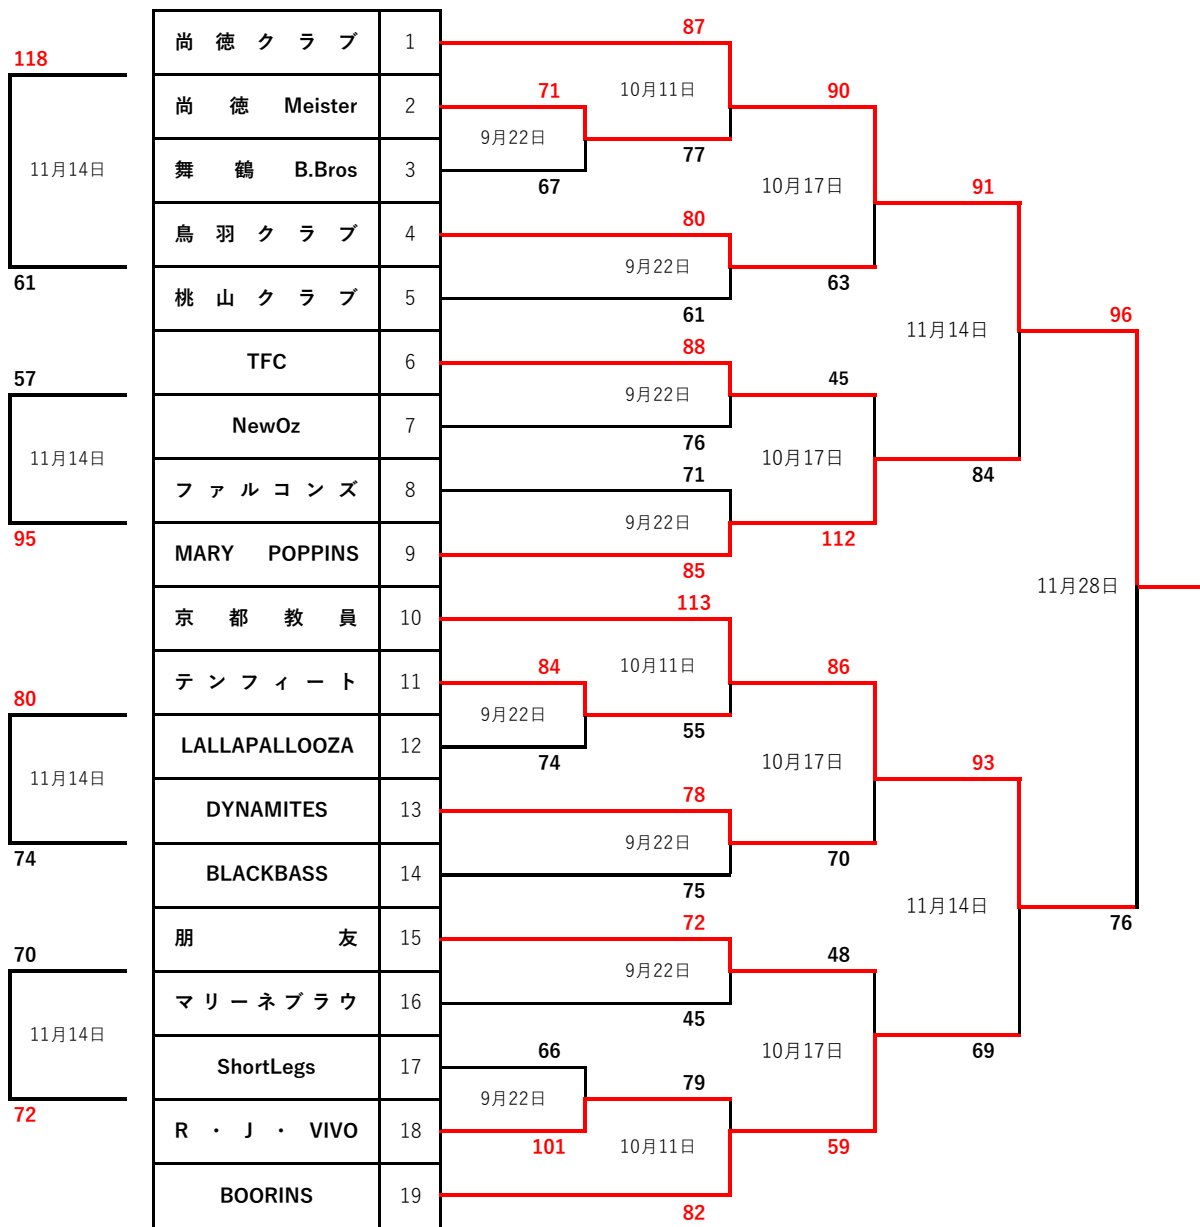 尚徳クラブ 1 87
118
71 10月11日 90
尚徳 Meister 2
9月22日
77
11月14日 舞鶴 B.Bros 3
67 10月17日 91
80
鳥羽クラブ 4
9月22日
61 63
桃山クラブ 5
61 96
11月14日
88
TFC 6
57 45
9月22日
NewOz 7
76
11月14日 10月17日
71 84
ファルコンズ 8
9月22日
95 112
MARY POPPINS 9
85
11月28日
113
京都教員 10
84 10月11日 86
テンフィート 11
80
9月22日
55
LALLAPALLOOZA 12
74 10月17日 93
11月14日
78
DYNAMITES 13
9月22日
74 70
BLACKBASS 14
75
11月14日
72 76
朋友 15
70 48
9月22日
マリーネブラウ 16
45
11月14日 66 10月17日 69
ShortLegs 17
79
9月22日
72
R・J・VIVO 18
101 10月11日 59
BOORINS 19
82